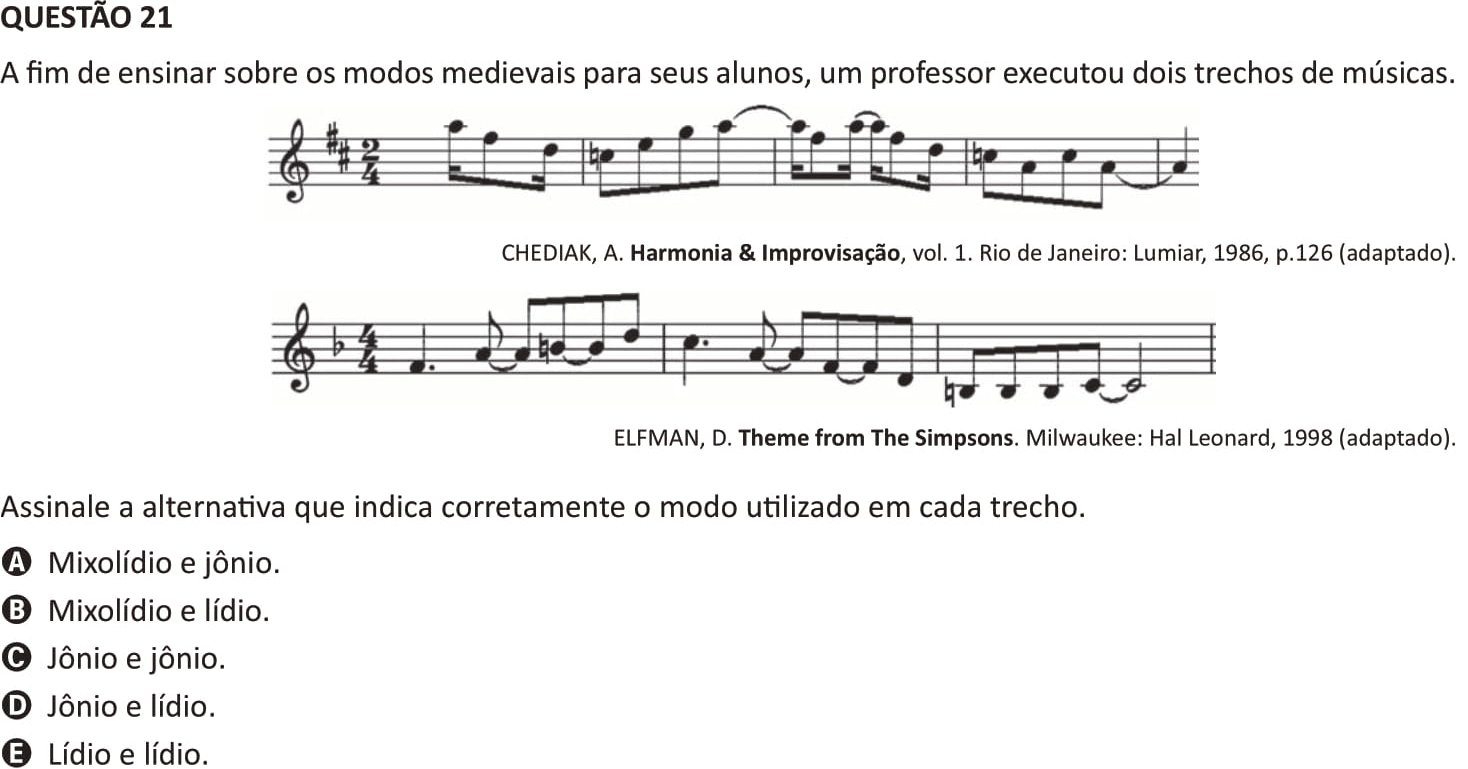 QUESTÃO 21
A fim de ensinar sobre os modos medievais para seus alunos, um professor executou dois trechos de músicas.
2
4
CHEDIAK, A. Harmonia & Improvisação, vol. 1. Rio de Janeiro: Lumiar, 1986, p.126 (adaptado).
4
4
ELFMAN, D. Theme from The Simpsons. Milwaukee: Hal Leonard, 1998 (adaptado).
Assinale a alternativa que indica corretamente o modo utilizado em cada trecho.
A Mixolídio e jônio.
B Mixolídio e lídio.
C Jônio e jônio.
D Jônio e lídio.
E Lídio e lídio.